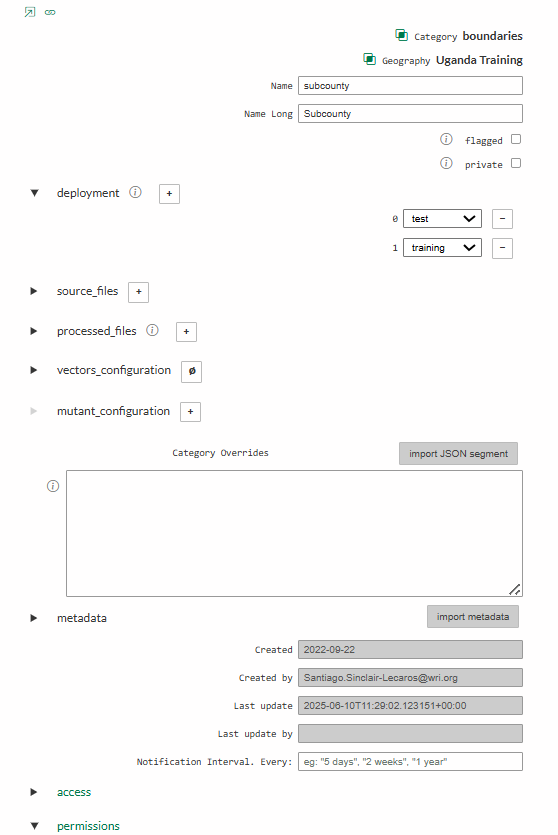 Category boundaries
Geography Uganda Training
Name subcounty
Name Long Subcounty
flagged
private
deployment +
0 test −
1 training −
source_files +
processed_files +
vectors_configuration ø
mutant_configuration +
Category Overrides import JSON segment
metadata import metadata
Created 2022-09-22
Created by Santiago.Sinclair-Lecaros@wri.org
Last update 2025-06-10T11:29:02.123151+00:00
Last update by
Notification Interval. Every: eg: "5 days", "2 weeks", "1 year"
access
permissions